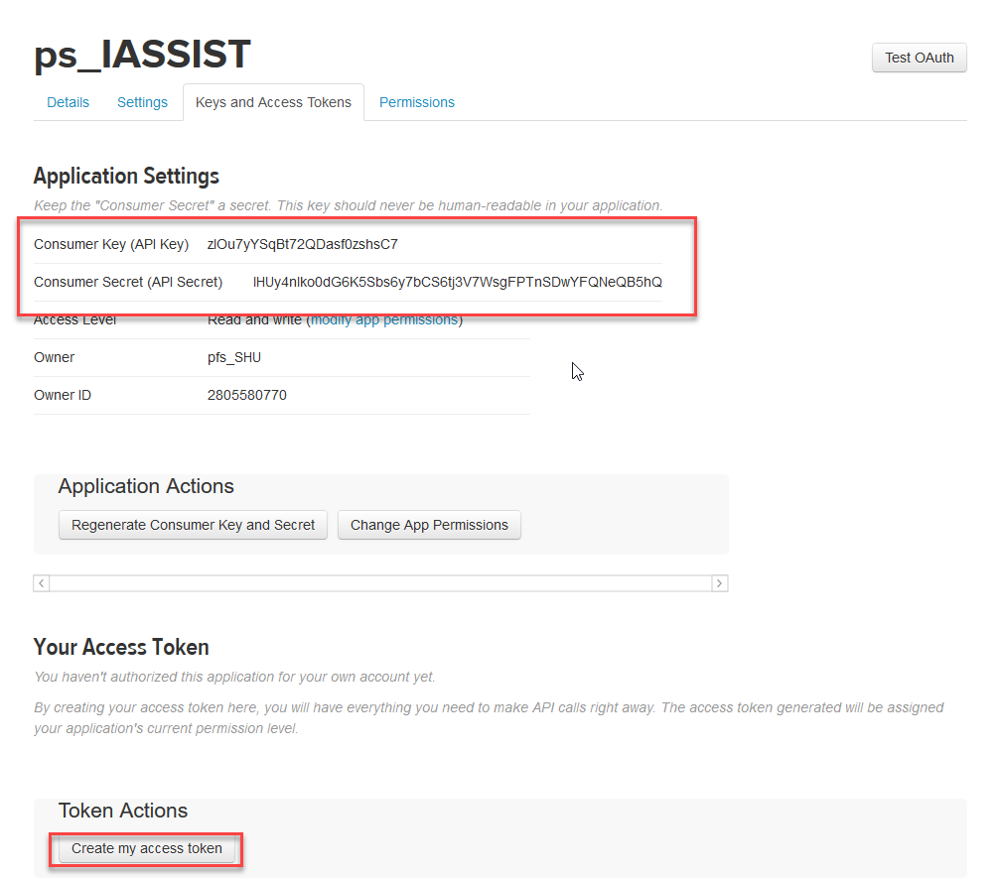 ps_IASSIST
Test OAuth
Details Settings Keys and Access Tokens Permissions
Application Settings
Keep the "Consumer Secret" a secret. This key should never be human-readable in your application.
Consumer Key (API Key) zlOu7yYSqBt72QDasf0zshsC7
Consumer Secret (API Secret) lHUy4nlko0dG6K5Sbs6y7bCS6tj3V7WsgFPTnSDwYFQNeQB5hQ
Access Level Read and write (modify app permissions)
Owner pfs_SHU
Owner ID 2805580770
Application Actions
Regenerate Consumer Key and Secret Change App Permissions
Your Access Token
You haven't authorized this application for your own account yet.
By creating your access token here, you will have everything you need to make API calls right away. The access token generated will be assigned
your application's current permission level.
Token Actions
Create my access token